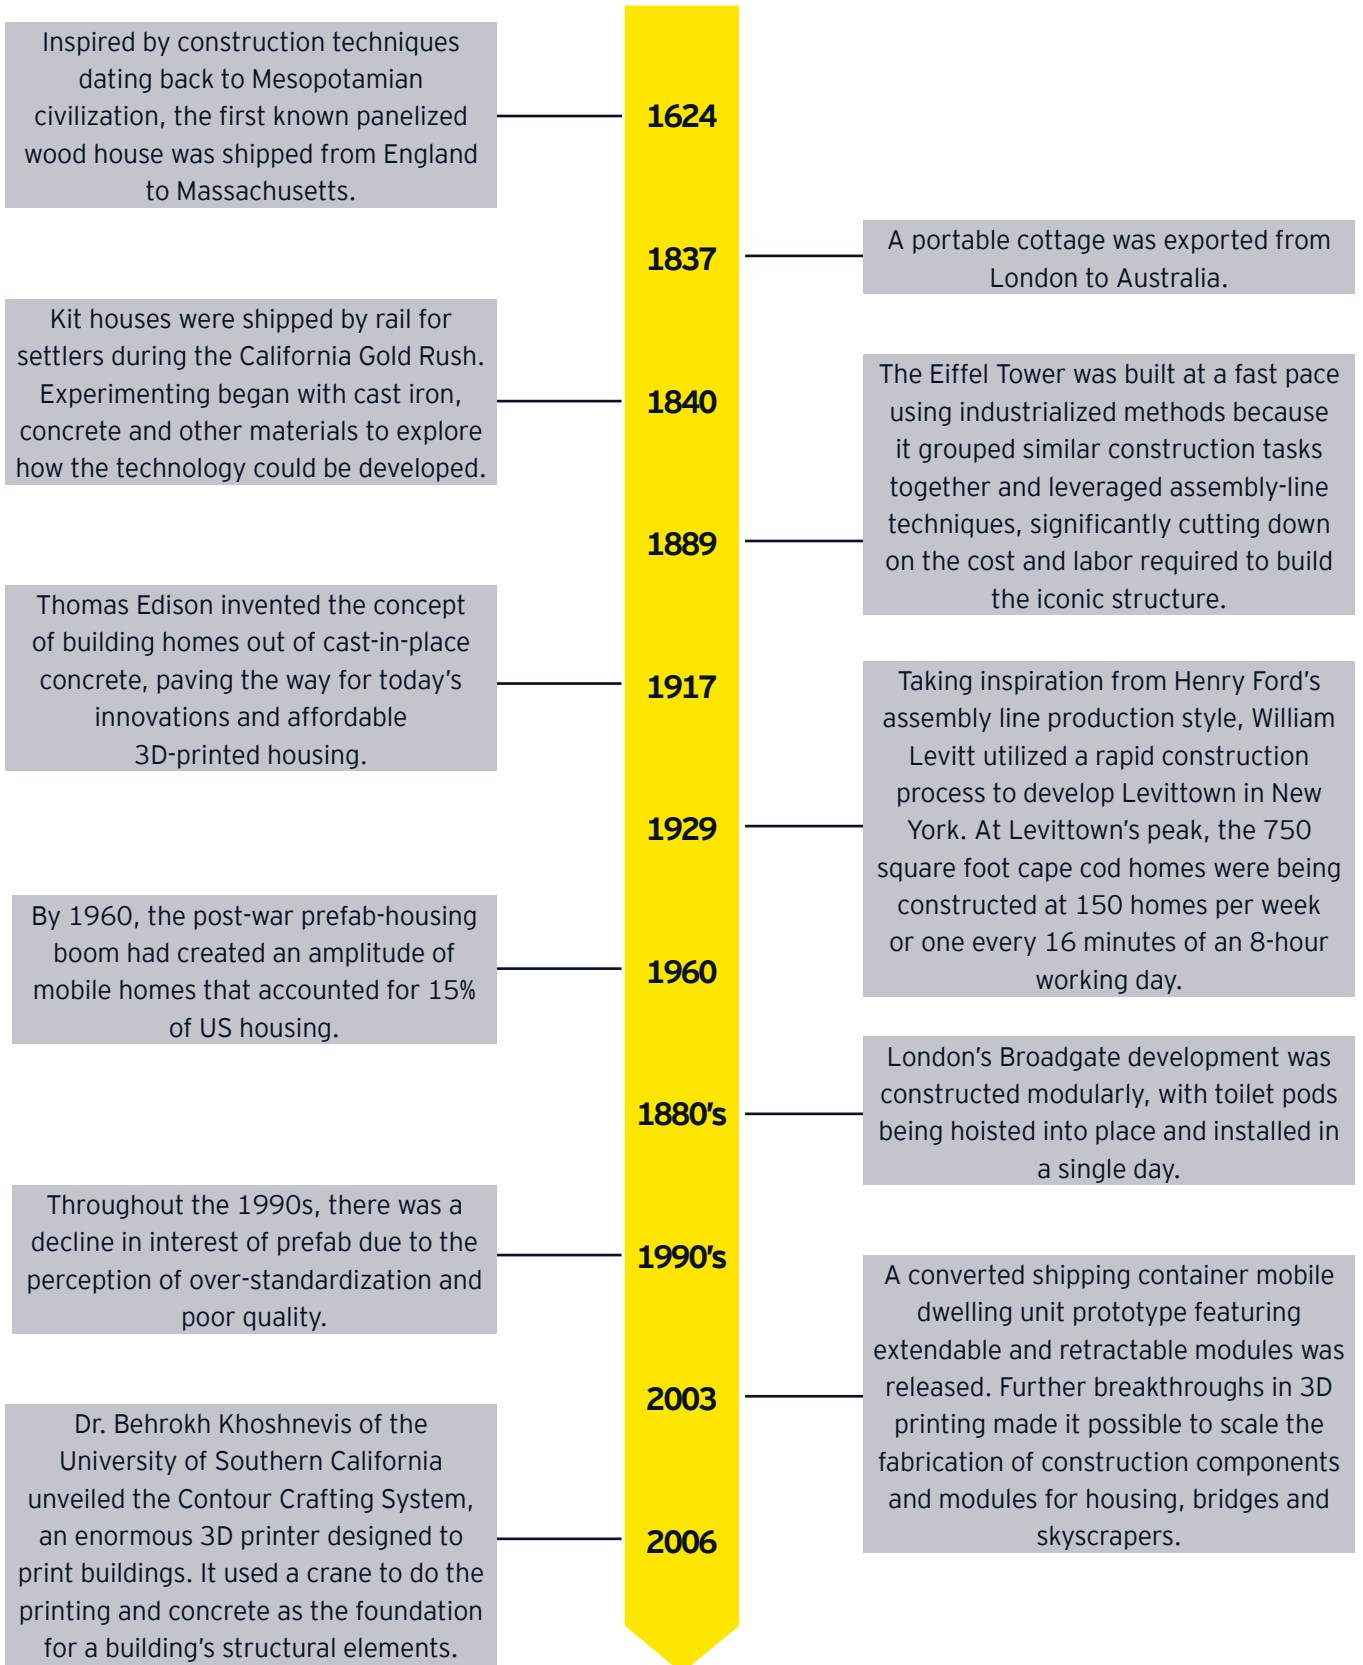 Inspired by construction techniques
dating back to Mesopotamian
civilization, the first known panelized
wood house was shipped from England
to Massachusetts.
1624
1837
A portable cottage was exported from
London to Australia.
Kit houses were shipped by rail for
settlers during the California Gold Rush.
Experimenting began with cast iron,
concrete and other materials to explore
how the technology could be developed.
1840
The Eiffel Tower was built at a fast pace
using industrialized methods because
it grouped similar construction tasks
together and leveraged assembly-line
techniques, significantly cutting down
on the cost and labor required to build
the iconic structure.
1889
Thomas Edison invented the concept
of building homes out of cast-in-place
concrete, paving the way for today's
innovations and affordable
3D-printed housing.
1917
Taking inspiration from Henry Ford's
assembly line production style, William
Levitt utilized a rapid construction
process to develop Levittown in New
York. At Levittown's peak, the 750
square foot cape cod homes were being
constructed at 150 homes per week
or one every 16 minutes of an 8-hour
working day.
1929
By 1960, the post-war prefab-housing
boom had created an amplitude of
mobile homes that accounted for 15%
of US housing.
1960
1880's
London's Broadgate development was
constructed modularly, with toilet pods
being hoisted into place and installed in
a single day.
Throughout the 1990s, there was a
decline in interest of prefab due to the
perception of over-standardization and
poor quality.
1990's
2003
A converted shipping container mobile
dwelling unit prototype featuring
extendable and retractable modules was
released. Further breakthroughs in 3D
printing made it possible to scale the
fabrication of construction components
and modules for housing, bridges and
skyscrapers.
Dr. Behrokh Khoshnevis of the
University of Southern California
unveiled the Contour Crafting System,
an enormous 3D printer designed to
print buildings. It used a crane to do the
printing and concrete as the foundation
for a building's structural elements.
2006